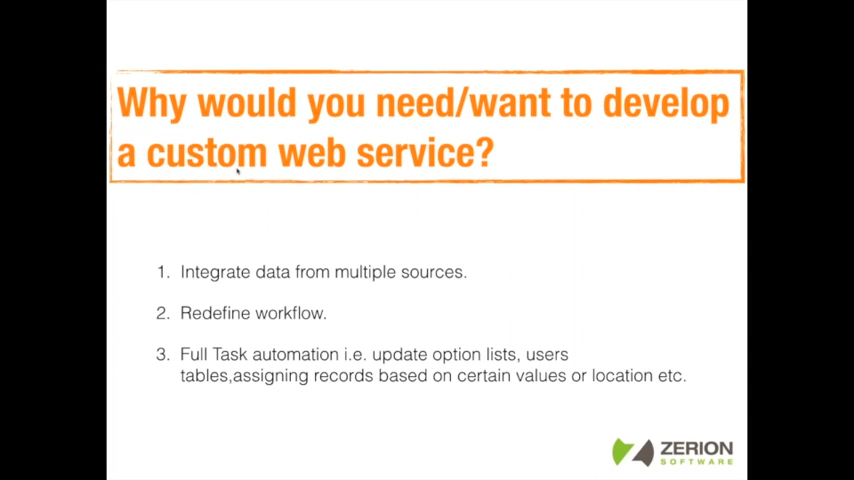 Why would you need/want to develop
a custom web service?
1. Integrate data from multiple sources.
2. Redefine workflow.
3. Full Task automation i.e. update option lists, users
tables,assigning records based on certain values or location etc.
ZERION
SOFTWARE